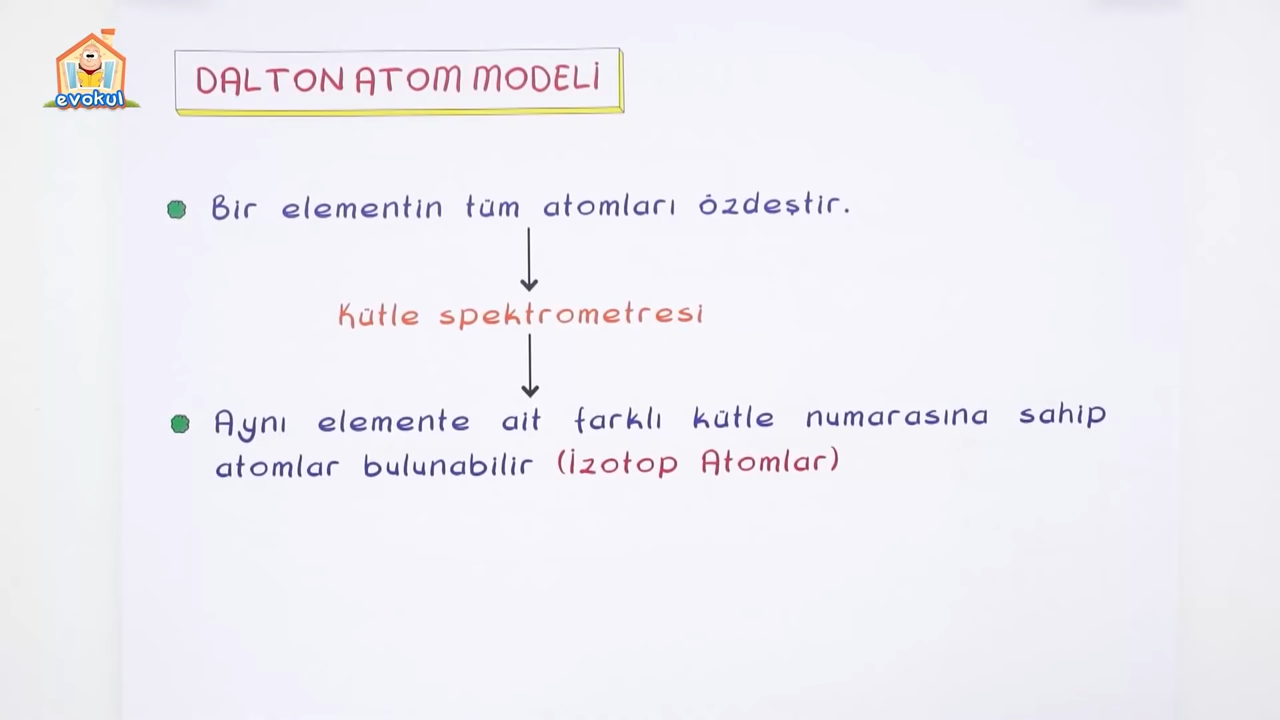 evokul
DALTON ATOM MODELİ
Bir elementin tüm atomları özdeştir.
Kütle spektrometresi
Aynı elemente ait farklı kütle numarasına sahip
atomlar bulunabilir (İzotop Atomlar)